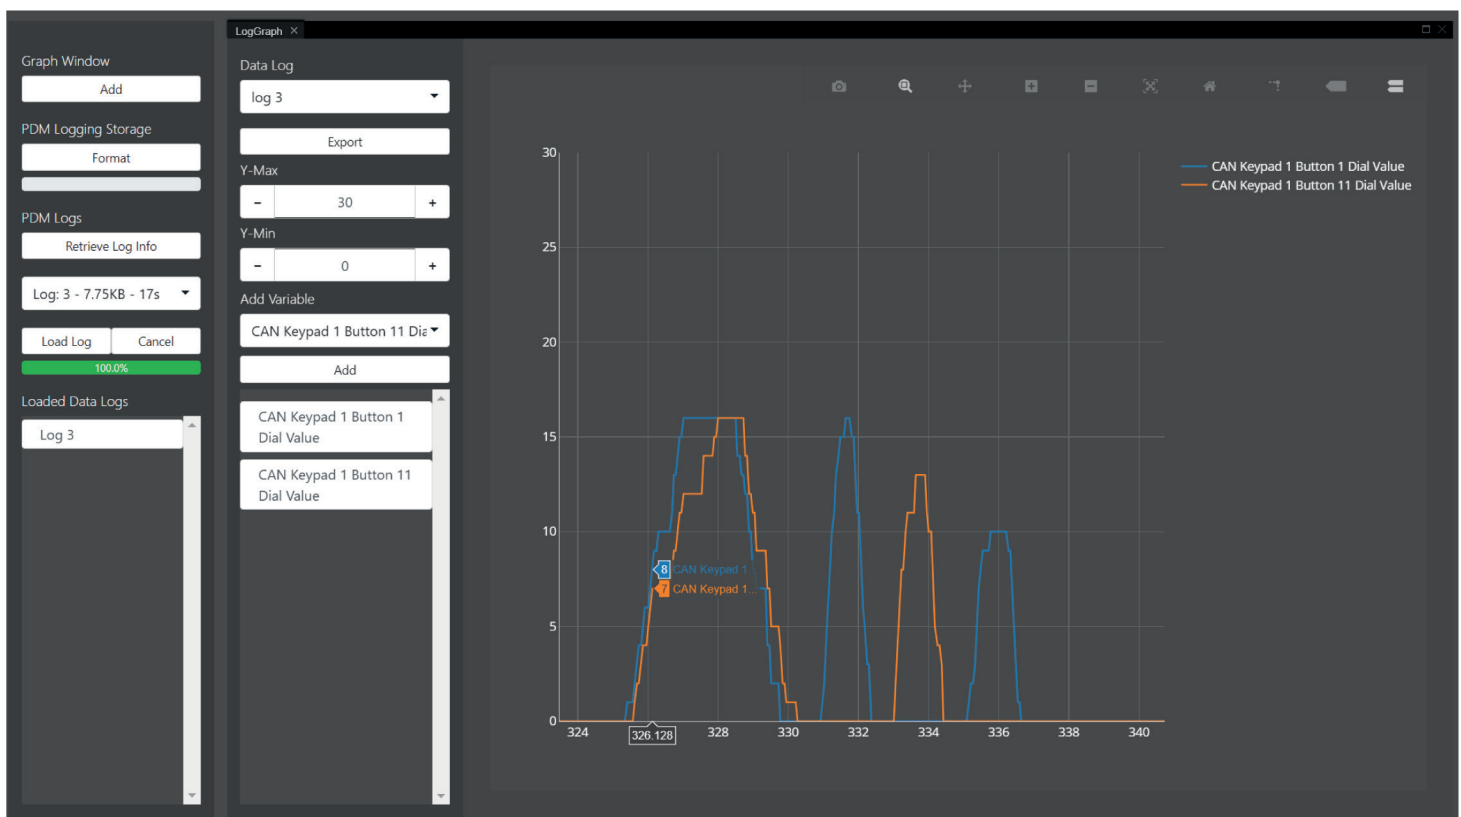 LogGraph ×
Graph Window
Add
PDM Logging Storage
Format
PDM Logs
Retrieve Log Info
Log: 3 - 7.75KB - 17s
Load Log
Cancel
100.0%
Loaded Data Logs
Log 3
Data Log
log 3
Export
Y-Max
- 30 +
Y-Min
- 0 +
Add Variable
CAN Keypad 1 Button 11 Dia
Add
CAN Keypad 1 Button 1
Dial Value
CAN Keypad 1 Button 11
Dial Value
30
25
20
15
10
5
0
8 CAN Keypad 1...
7 CAN Keypad 1...
324
326.128
328
330
332
334
336
338
340
CAN Keypad 1 Button 1 Dial Value
CAN Keypad 1 Button 11 Dial Value